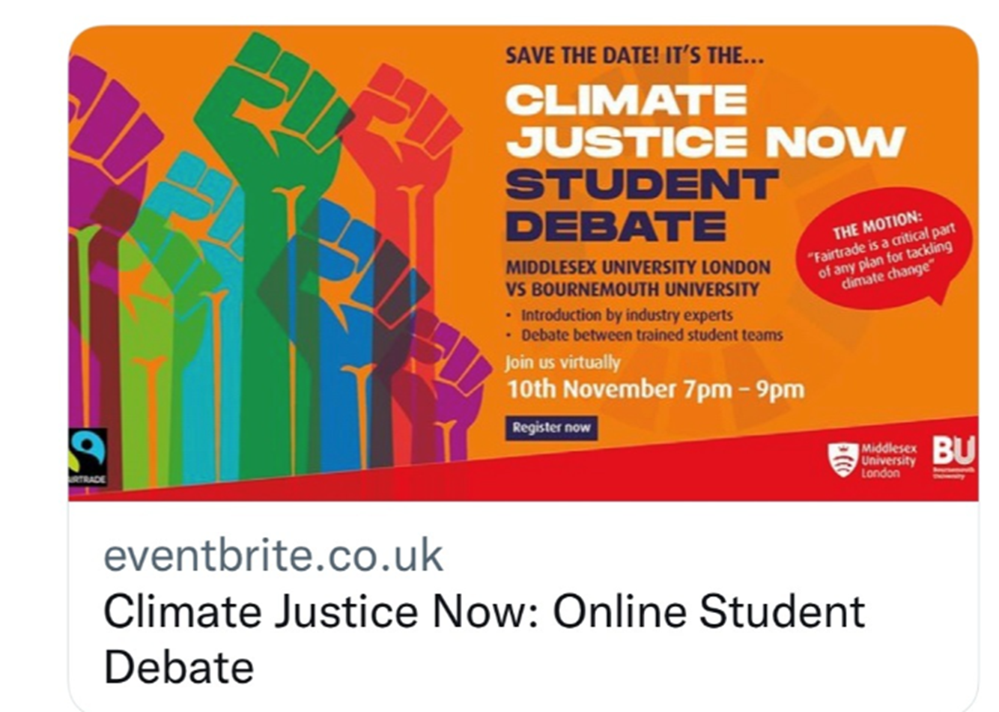 SAVE THE DATE! IT'S THE...
CLIMATE
JUSTICE NOW
STUDENT
DEBATE
MIDDLESEX UNIVERSITY LONDON
VS BOURNEMOUTH UNIVERSITY
• Introduction by industry experts
• Debate between trained student teams
Join us virtually
10th November 7pm – 9pm
Register now
THE MOTION:
"Fairtrade is a critical part
of any plan for tackling
climate change"
IRTRADE
Middlesex
University
London
BU
Bournemouth
University
eventbrite.co.uk
Climate Justice Now: Online Student
Debate